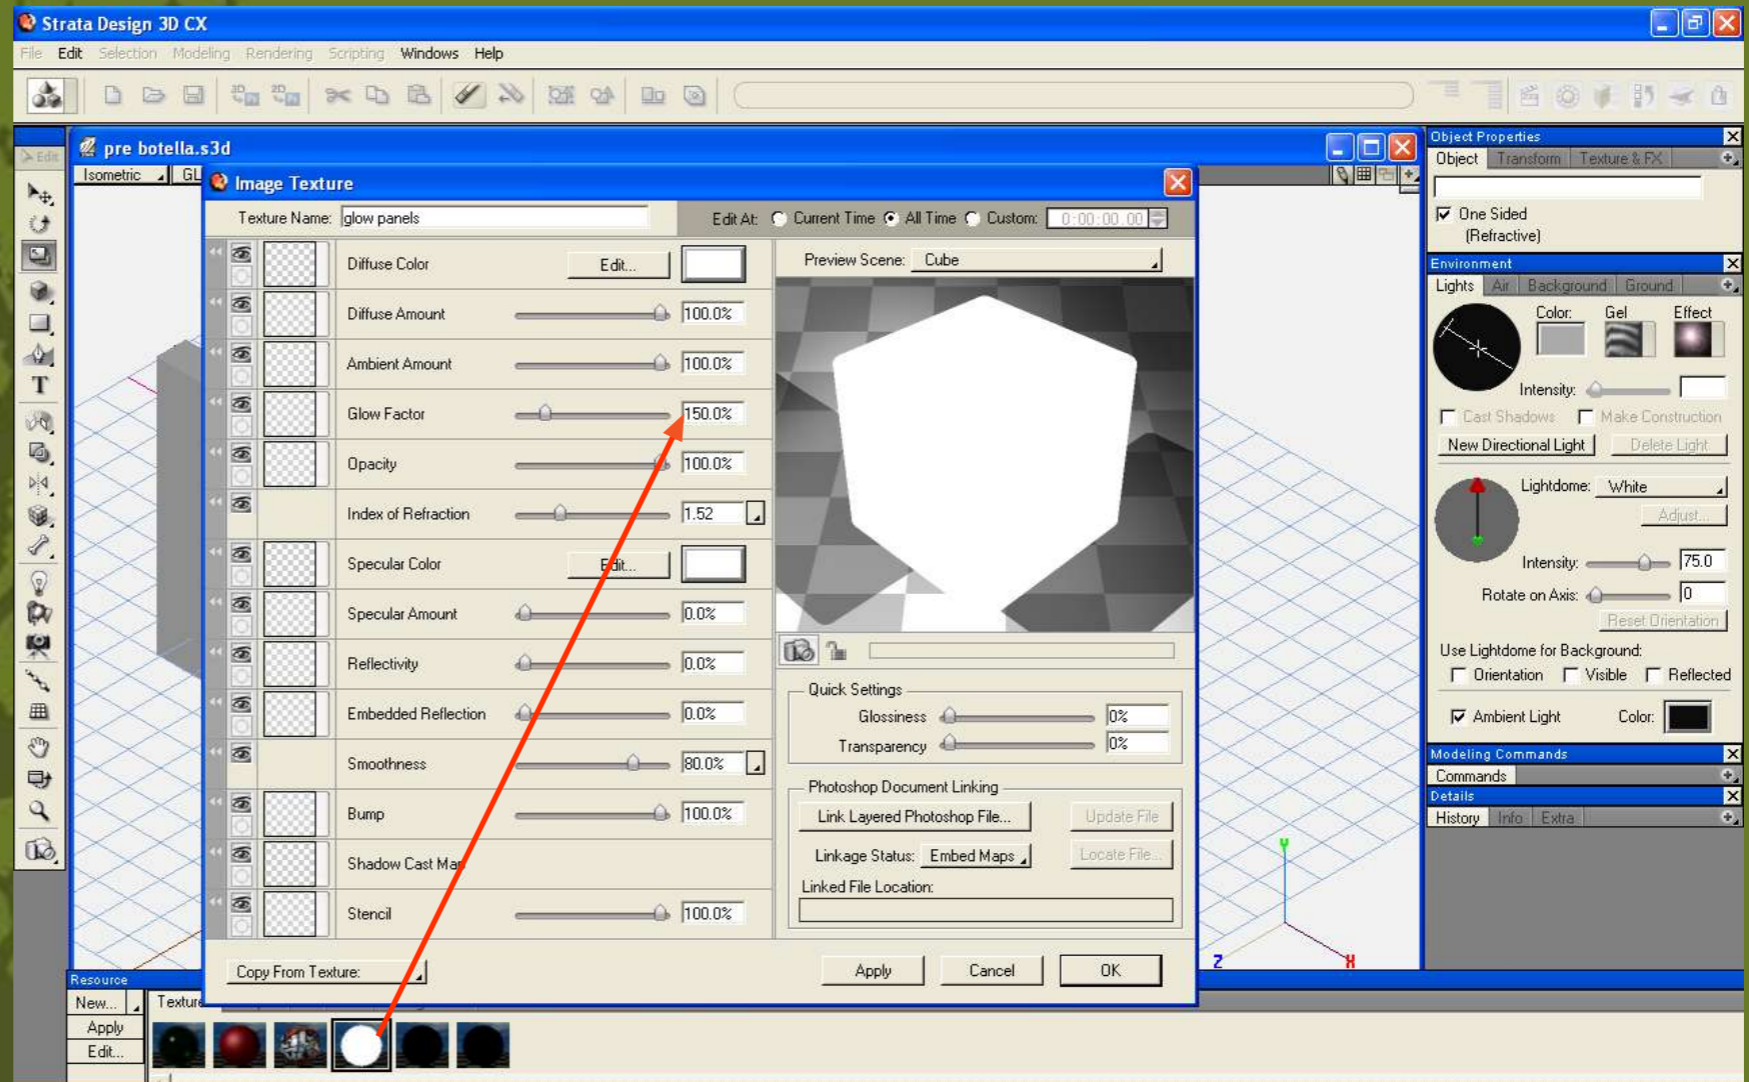 Strata Design 3D CX
File Edit Selection Modeling Rendering Scripting Windows Help
Edit
pre botella.s3d
Isometric GL
Image Texture
Texture Name: glow panels Edit At: Current Time All Time Custom: 0:00:00.00
Diffuse Color Edit...
Diffuse Amount 100.0%
Ambient Amount 100.0%
Glow Factor 150.0%
Opacity 100.0%
Index of Refraction 1.52
Specular Color Edit...
Specular Amount 0.0%
Reflectivity 0.0%
Embedded Reflection 0.0%
Smoothness 80.0%
Bump 100.0%
Shadow Cast Map
Stencil 100.0%
Copy From Texture:
Preview Scene: Cube
Quick Settings
Glossiness 0%
Transparency 0%
Photoshop Document Linking
Link Layered Photoshop File... Update File
Linkage Status: Embed Maps Locate File...
Linked File Location:
Apply Cancel OK
Z X
Y
T
Object Properties
Object Transform Texture & FX
One Sided
(Refractive)
Environment
Lights Air Background Ground
Color: Gel Effect
Intensity:
Cast Shadows Make Construction
New Directional Light Delete Light
Lightdome: White
Adjust...
Intensity: 75.0
Rotate on Axis: 0
Reset Orientation
Use Lightdome for Background:
Orientation Visible Reflected
Ambient Light Color:
Modeling Commands
Commands
Details
History Info Extra
Resource
New... Texture
Apply
Edit...